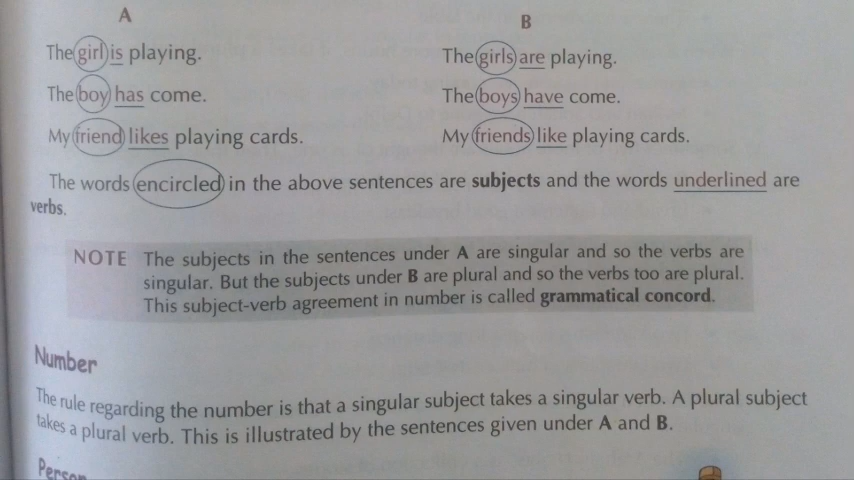 A
The girl is playing.
The boy has come.
My friend likes playing cards.
B
The girls are playing.
The boys have come.
My friends like playing cards.
The words encircled in the above sentences are subjects and the words underlined are
verbs.
NOTE The subjects in the sentences under A are singular and so the verbs are
singular. But the subjects under B are plural and so the verbs too are plural.
This subject-verb agreement in number is called grammatical concord.
Number
The rule regarding the number is that a singular subject takes a singular verb. A plural subject
takes a plural verb. This is illustrated by the sentences given under A and B.
Person